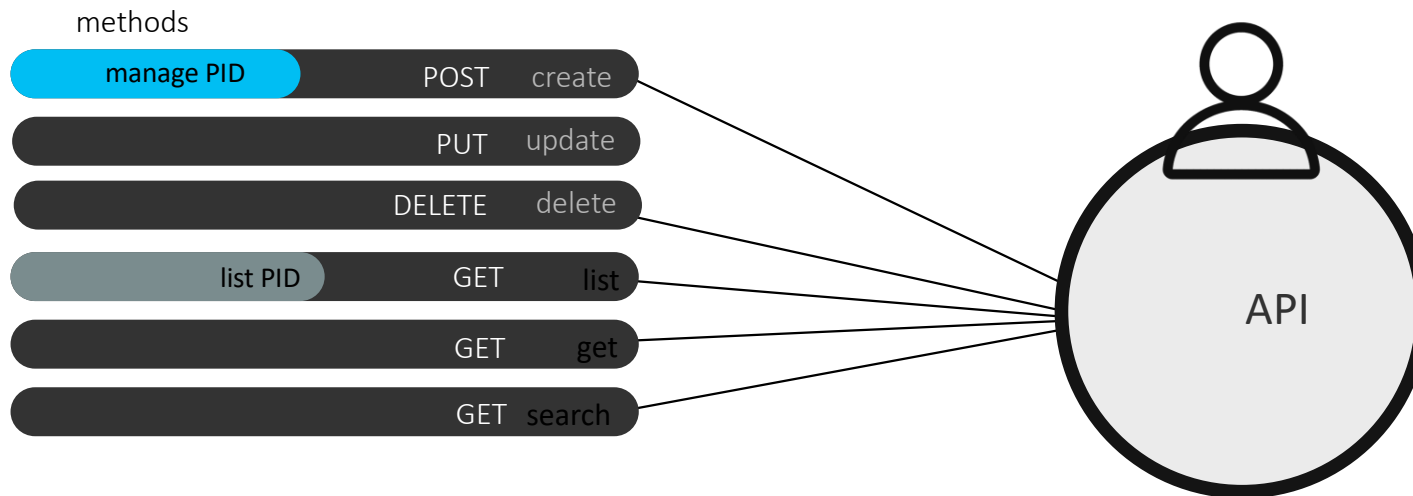 methods
manage PID POST create
PUT update
DELETE delete
list PID GET list
GET get
GET search
API